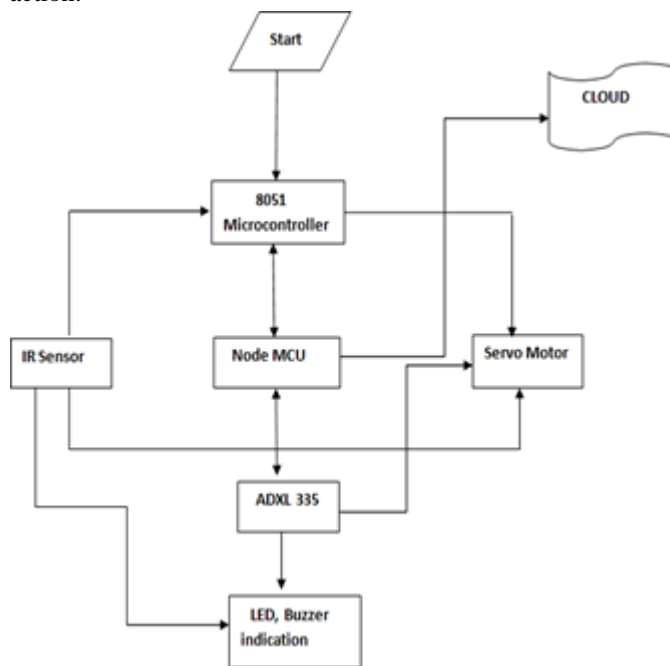 action.
Start
CLOUD
8051
Microcontroller
IR Sensor
Node MCU
Servo Motor
ADXL 335
LED, Buzzer
indication